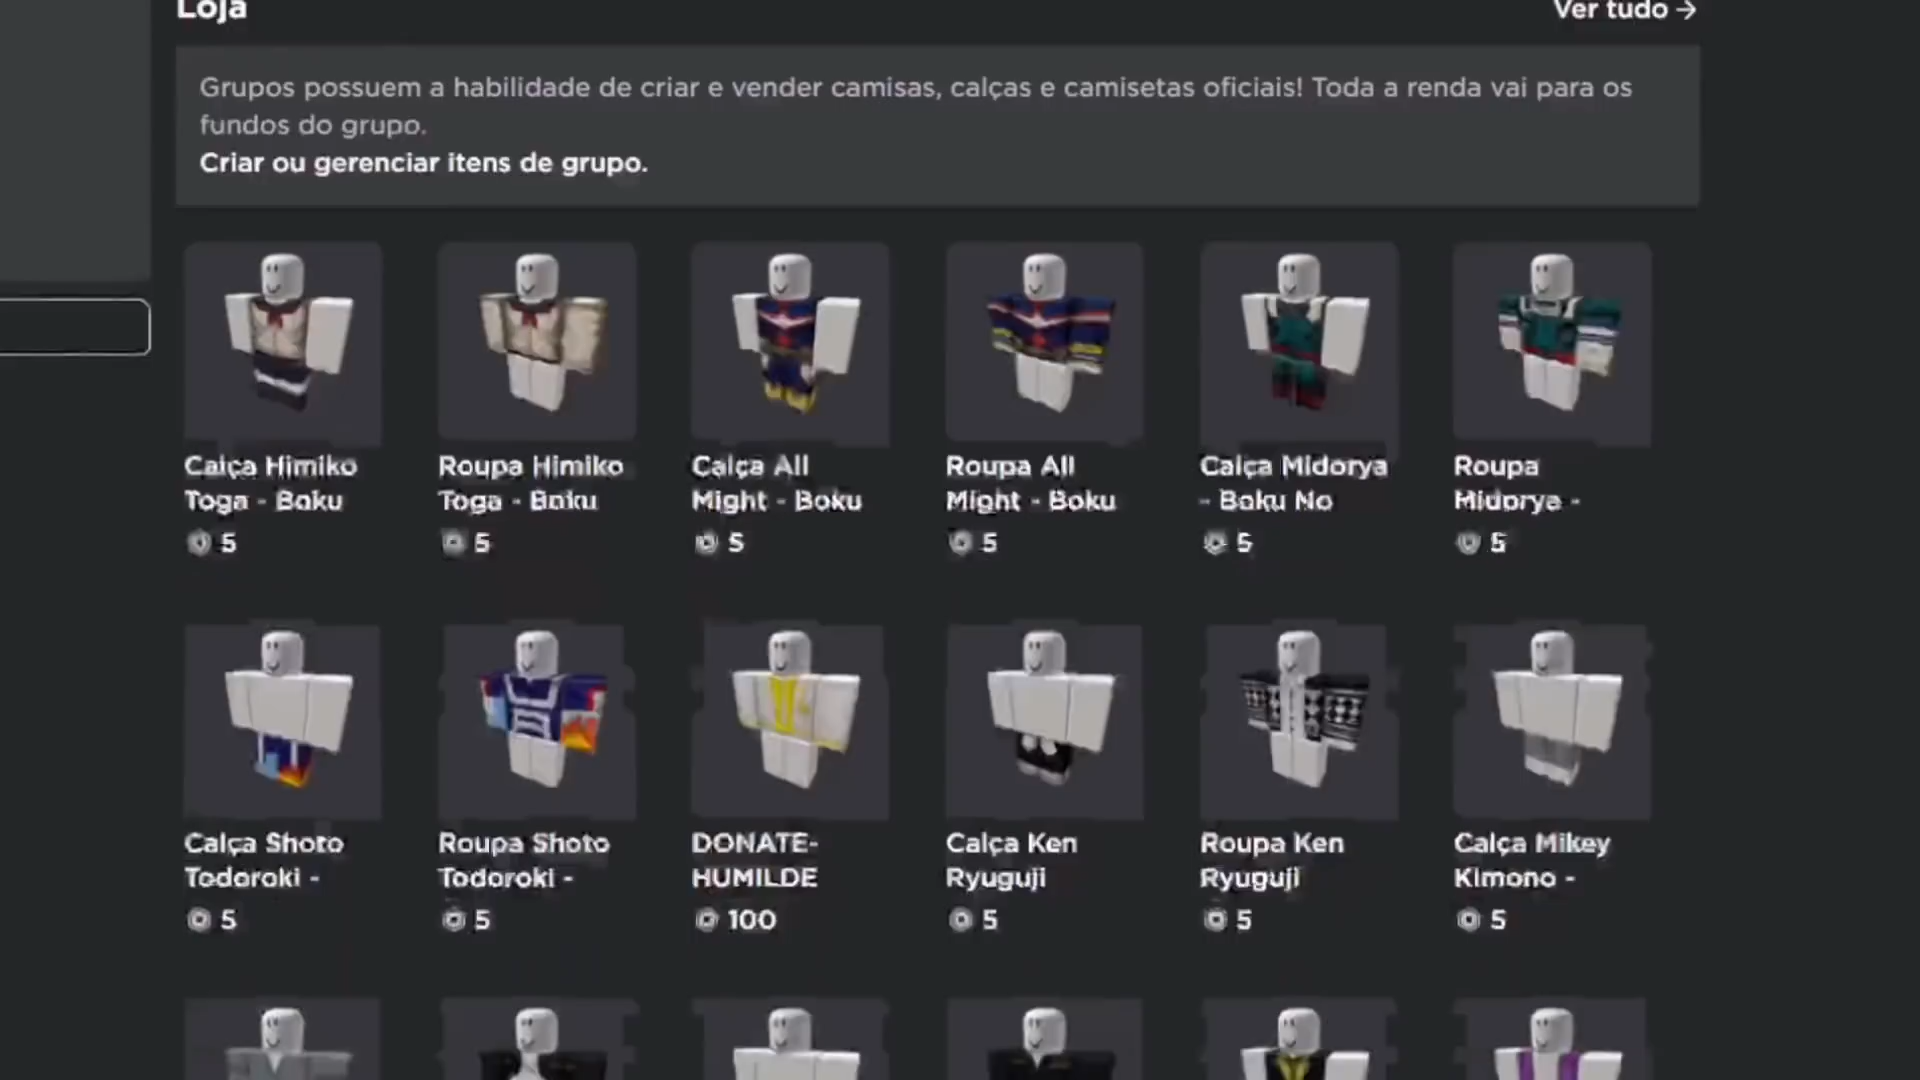 Loja
Ver tudo →
Grupos possuem a habilidade de criar e vender camisas, calças e camisetas oficiais! Toda a renda vai para os
fundos do grupo.
Criar ou gerenciar itens de grupo.
Calça Himiko
Toga - Boku
5
Roupa Himiko
Toga - Boku
5
Calça All
Might - Boku
5
Roupa All
Might - Boku
5
Calça Midorya
- Boku No
5
Roupa
Midorya -
5
Calça Shoto
Todoroki -
5
Roupa Shoto
Todoroki -
5
DONATE-
HUMILDE
100
Calça Ken
Ryuguji
5
Roupa Ken
Ryuguji
5
Calça Mikey
Kimono -
5